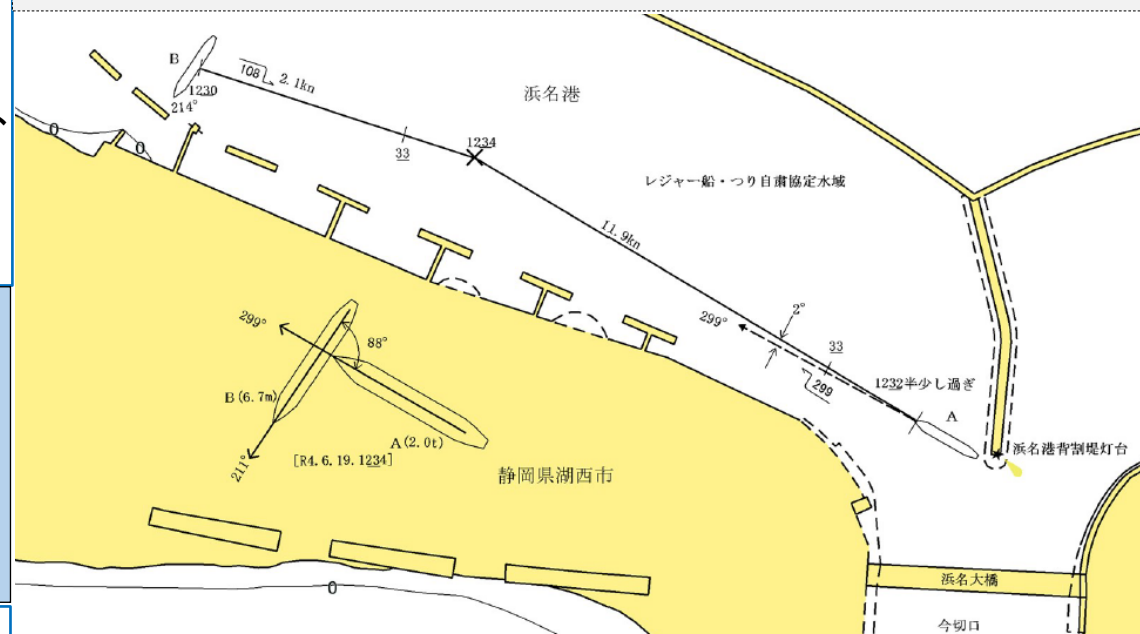 B
108
2.1kn
1230
214°
33
1234
浜名港
レジャー船・つり自粛協定水域
11.9kn
0
0
299°
2°
33
299
1232半少し過ぎ
A
浜名港背割堤灯台
299°
88°
B(6.7m)
A(2.0t)
211°
[R4.6.19.1234]
静岡県湖西市
0
浜名大橋
今切口